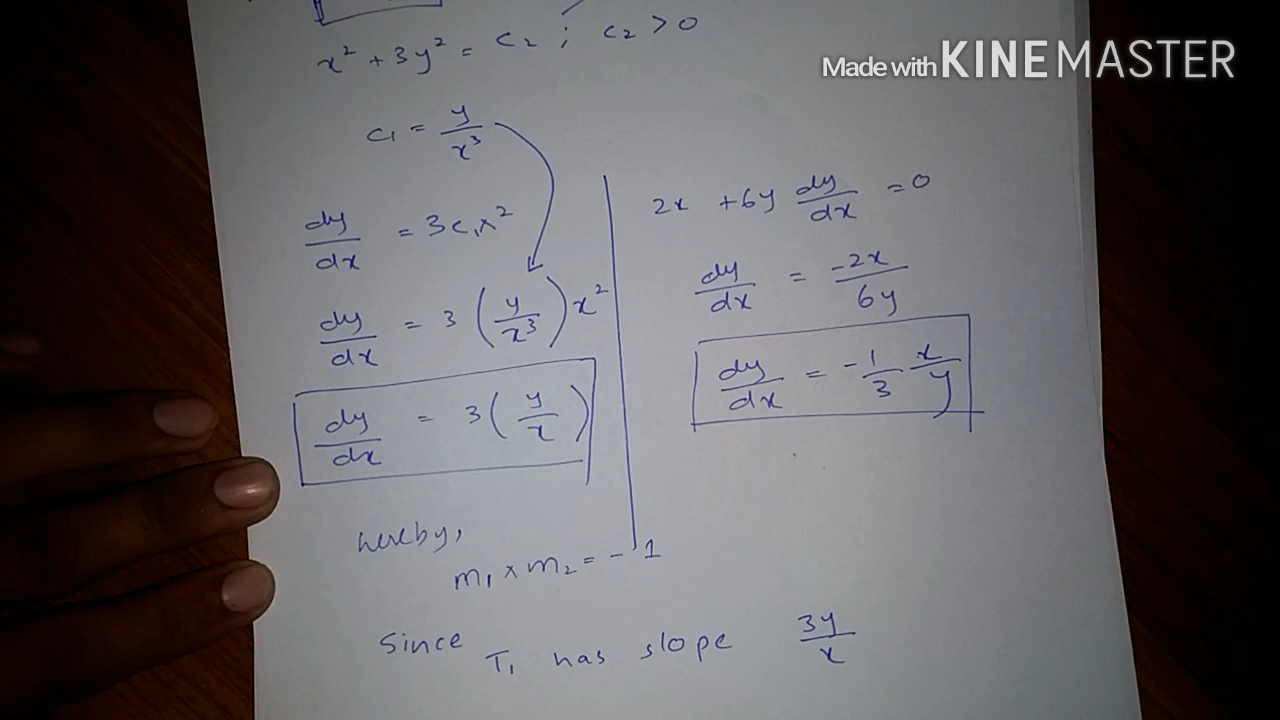 Made with KINEMASTER
x² + 3y² = c₂ ; c₂ > 0
c₁ = y/x³
dy/dx = 3c₁x²
dy/dx = 3(y/x³)x²
dy/dx = 3(y/x)
2x + 6y dy/dx = 0
dy/dx = -2x/6y
dy/dx = -1/3 x/y
hereby,
m₁ × m₂ = -1
Since T₁ has slope 3y/x